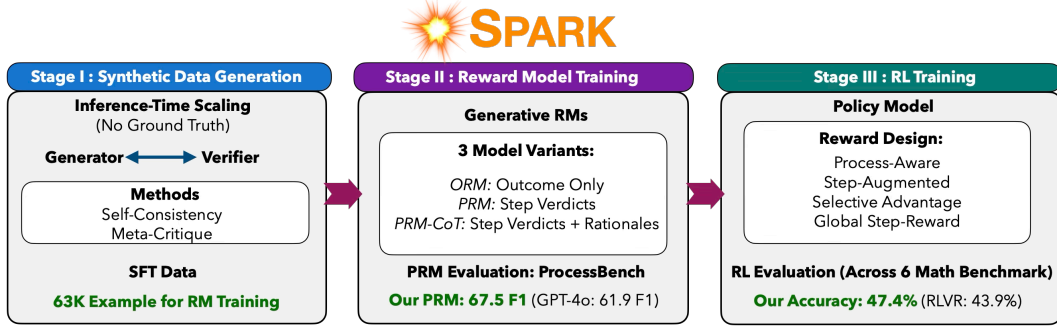 SPARK
Stage I : Synthetic Data Generation
Inference-Time Scaling
(No Ground Truth)
Generator
Verifier
Methods
Self-Consistency
Meta-Critique
SFT Data
63K Example for RM Training
Stage II : Reward Model Training
Generative RMs
3 Model Variants:
ORM: Outcome Only
PRM: Step Verdicts
PRM-CoT: Step Verdicts + Rationales
PRM Evaluation: ProcessBench
Our PRM: 67.5 F1 (GPT-4o: 61.9 F1)
Stage III : RL Training
Policy Model
Reward Design:
Process-Aware
Step-Augmented
Selective Advantage
Global Step-Reward
RL Evaluation (Across 6 Math Benchmark)
Our Accuracy: 47.4% (RLVR: 43.9%)